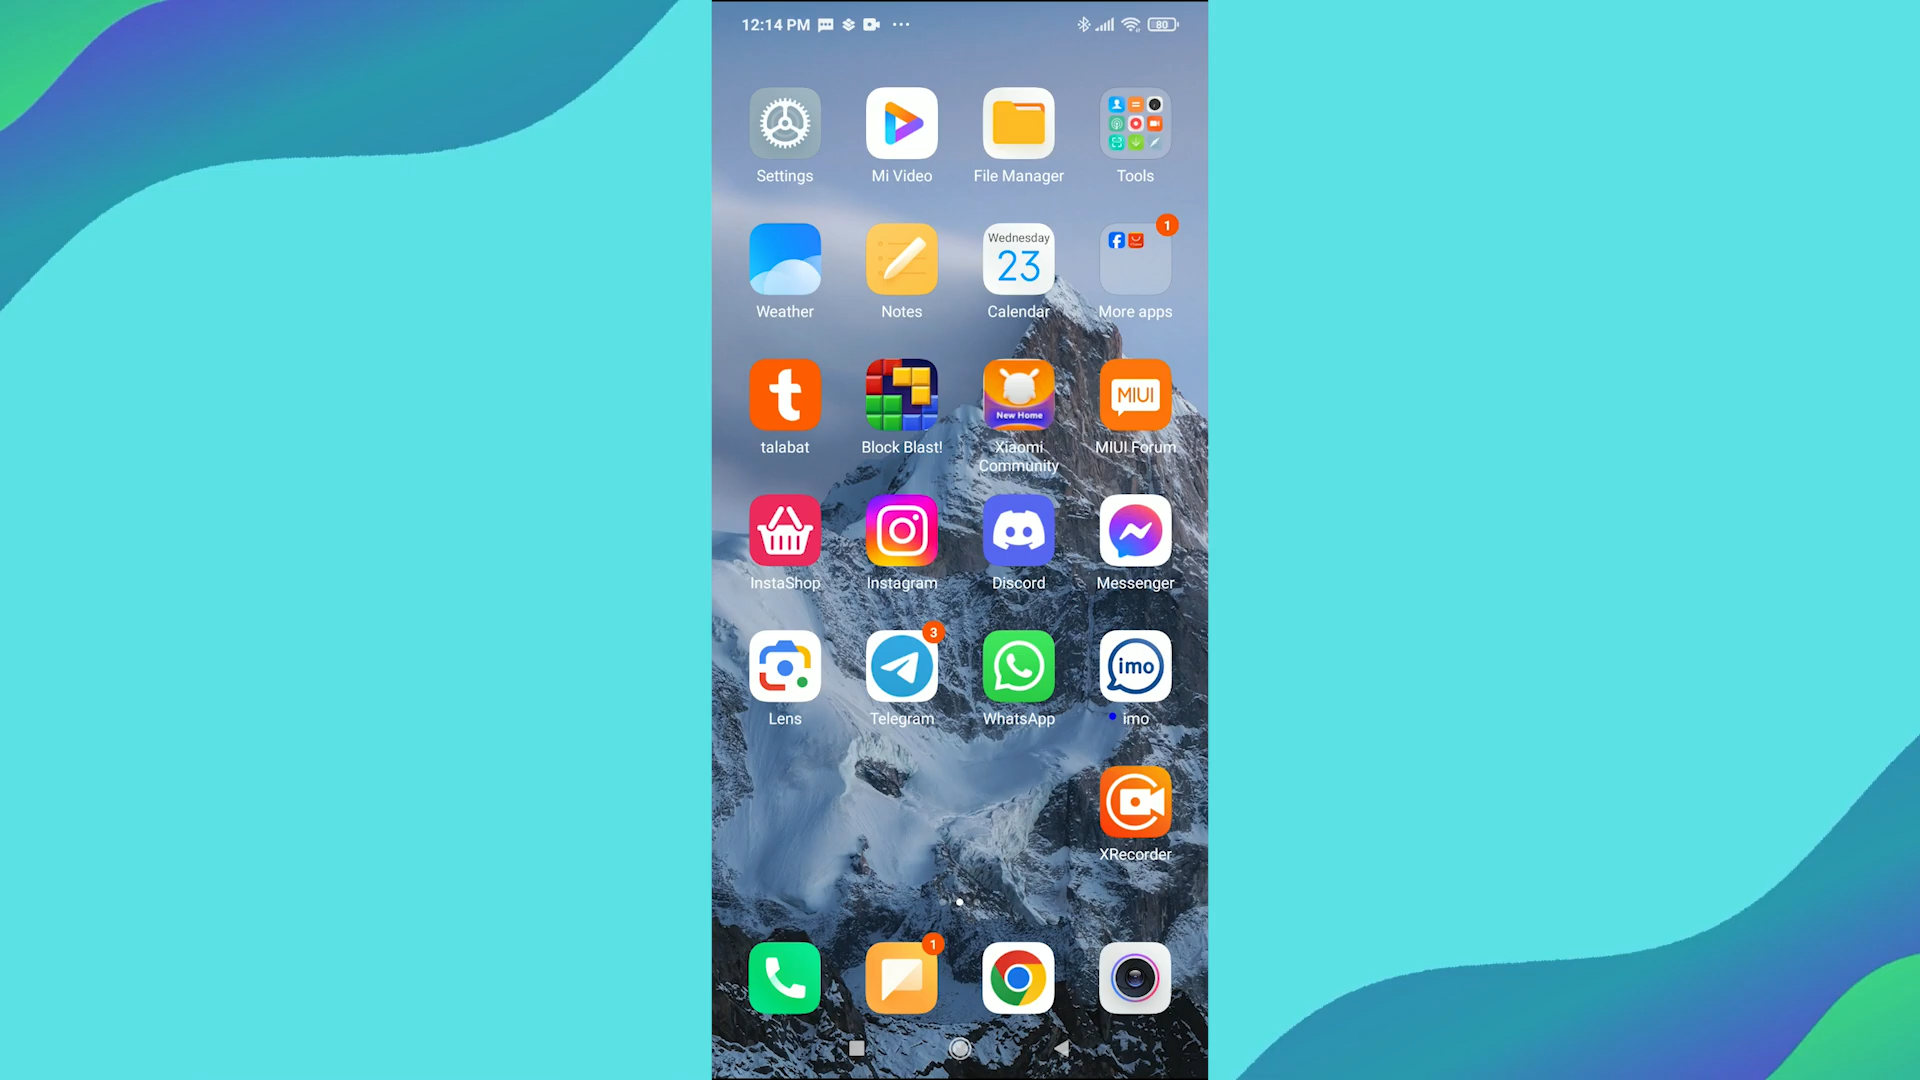 12:14 PM
80
Settings
Mi Video
File Manager
Tools
1
Wednesday
23
Weather
Notes
Calendar
More apps
t
New Home
MIUI
talabat
Block Blast!
Xiaomi
Community
MIUI Forum
InstaShop
Instagram
Discord
Messenger
3
imo
Lens
Telegram
WhatsApp
imo
XRecorder
1